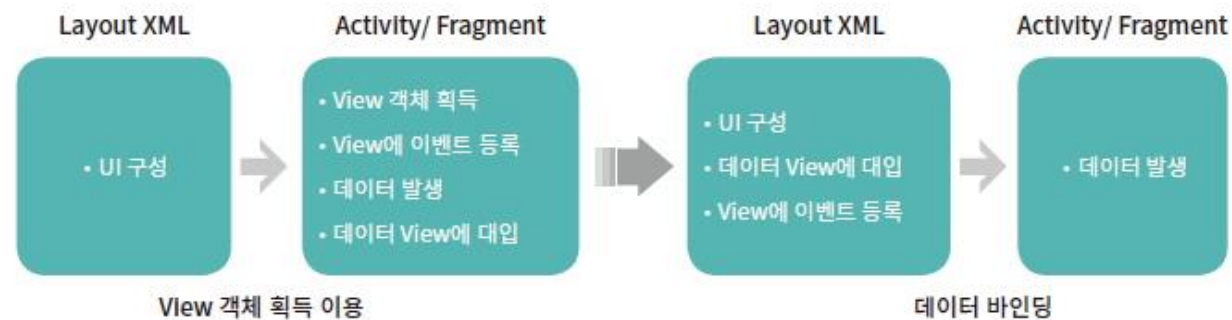 Layout XML
Activity/ Fragment
Layout XML
Activity/ Fragment
• UI 구성
• View 객체 획득
• View에 이벤트 등록
• 데이터 발생
• 데이터 View에 대입
• UI 구성
• 데이터 View에 대입
• View에 이벤트 등록
• 데이터 발생
View 객체 획득 이용
데이터 바인딩